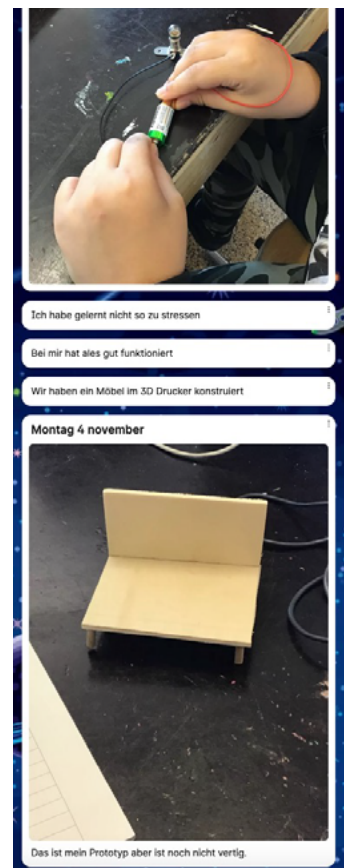 Ich habe gelernt nicht so zu stressen
Bei mir hat ales gut funktioniert
Wir haben ein Möbel im 3D Drucker konstruiert
Montag 4 november
Das ist mein Prototyp aber ist noch nicht vertig.